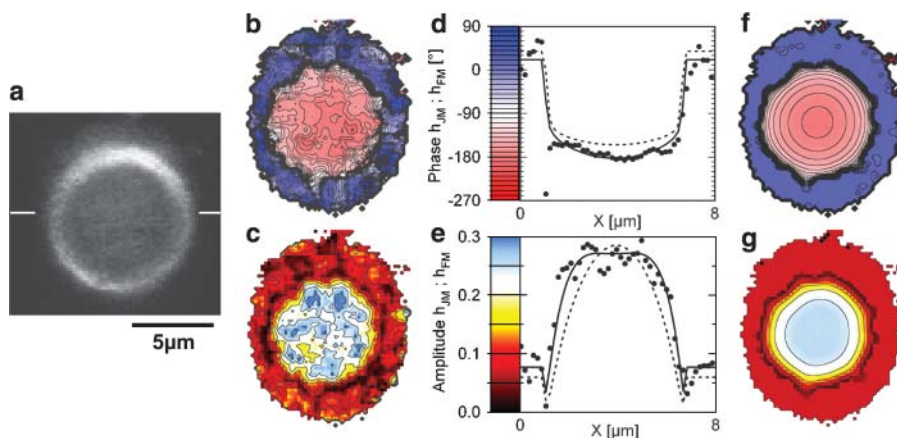 a
5μm
b
c
d
90
0
-90
-180
-270
Phase h_JM ; h_FM [°]
0
8
X [μm]
e
0.3
0.2
0.1
0.0
Amplitude h_JM ; h_FM
0
8
X [μm]
f
g